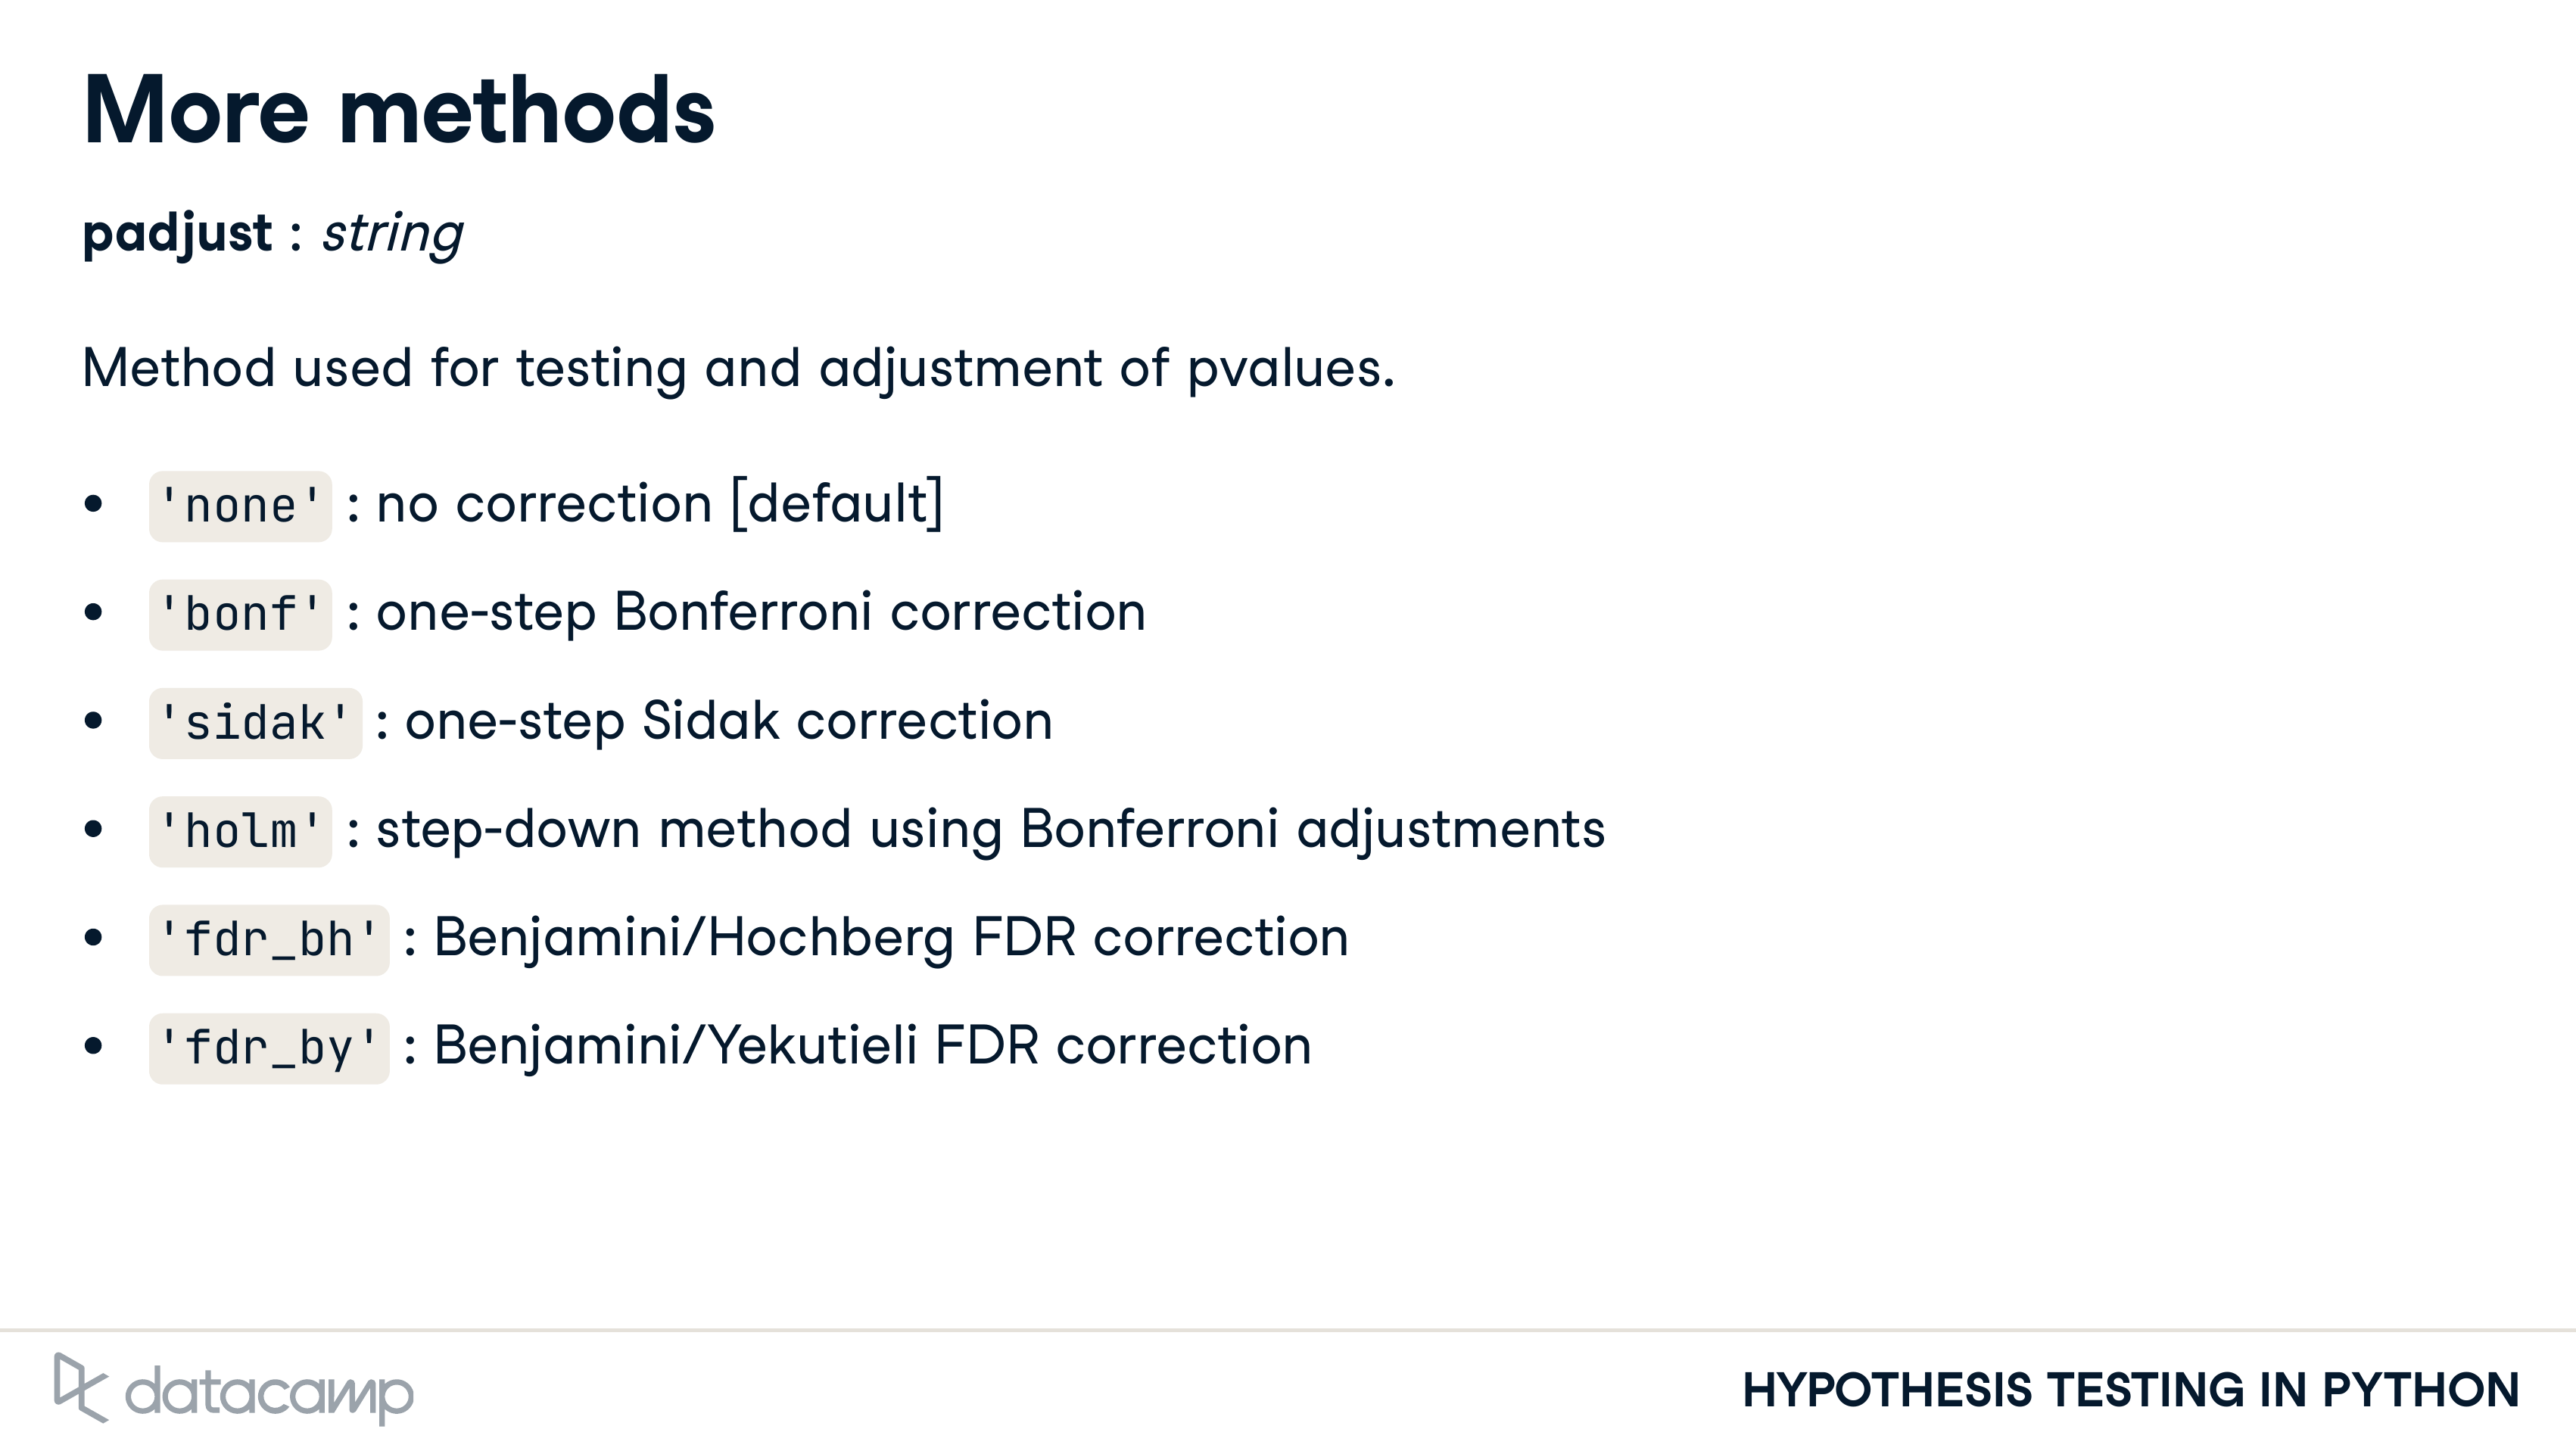 More methods
padjust : string
Method used for testing and adjustment of pvalues.
• 'none' : no correction [default]
• 'bonf' : one-step Bonferroni correction
• 'sidak' : one-step Sidak correction
• 'holm' : step-down method using Bonferroni adjustments
• 'fdr_bh' : Benjamini/Hochberg FDR correction
• 'fdr_by' : Benjamini/Yekutieli FDR correction
datacamp
HYPOTHESIS TESTING IN PYTHON